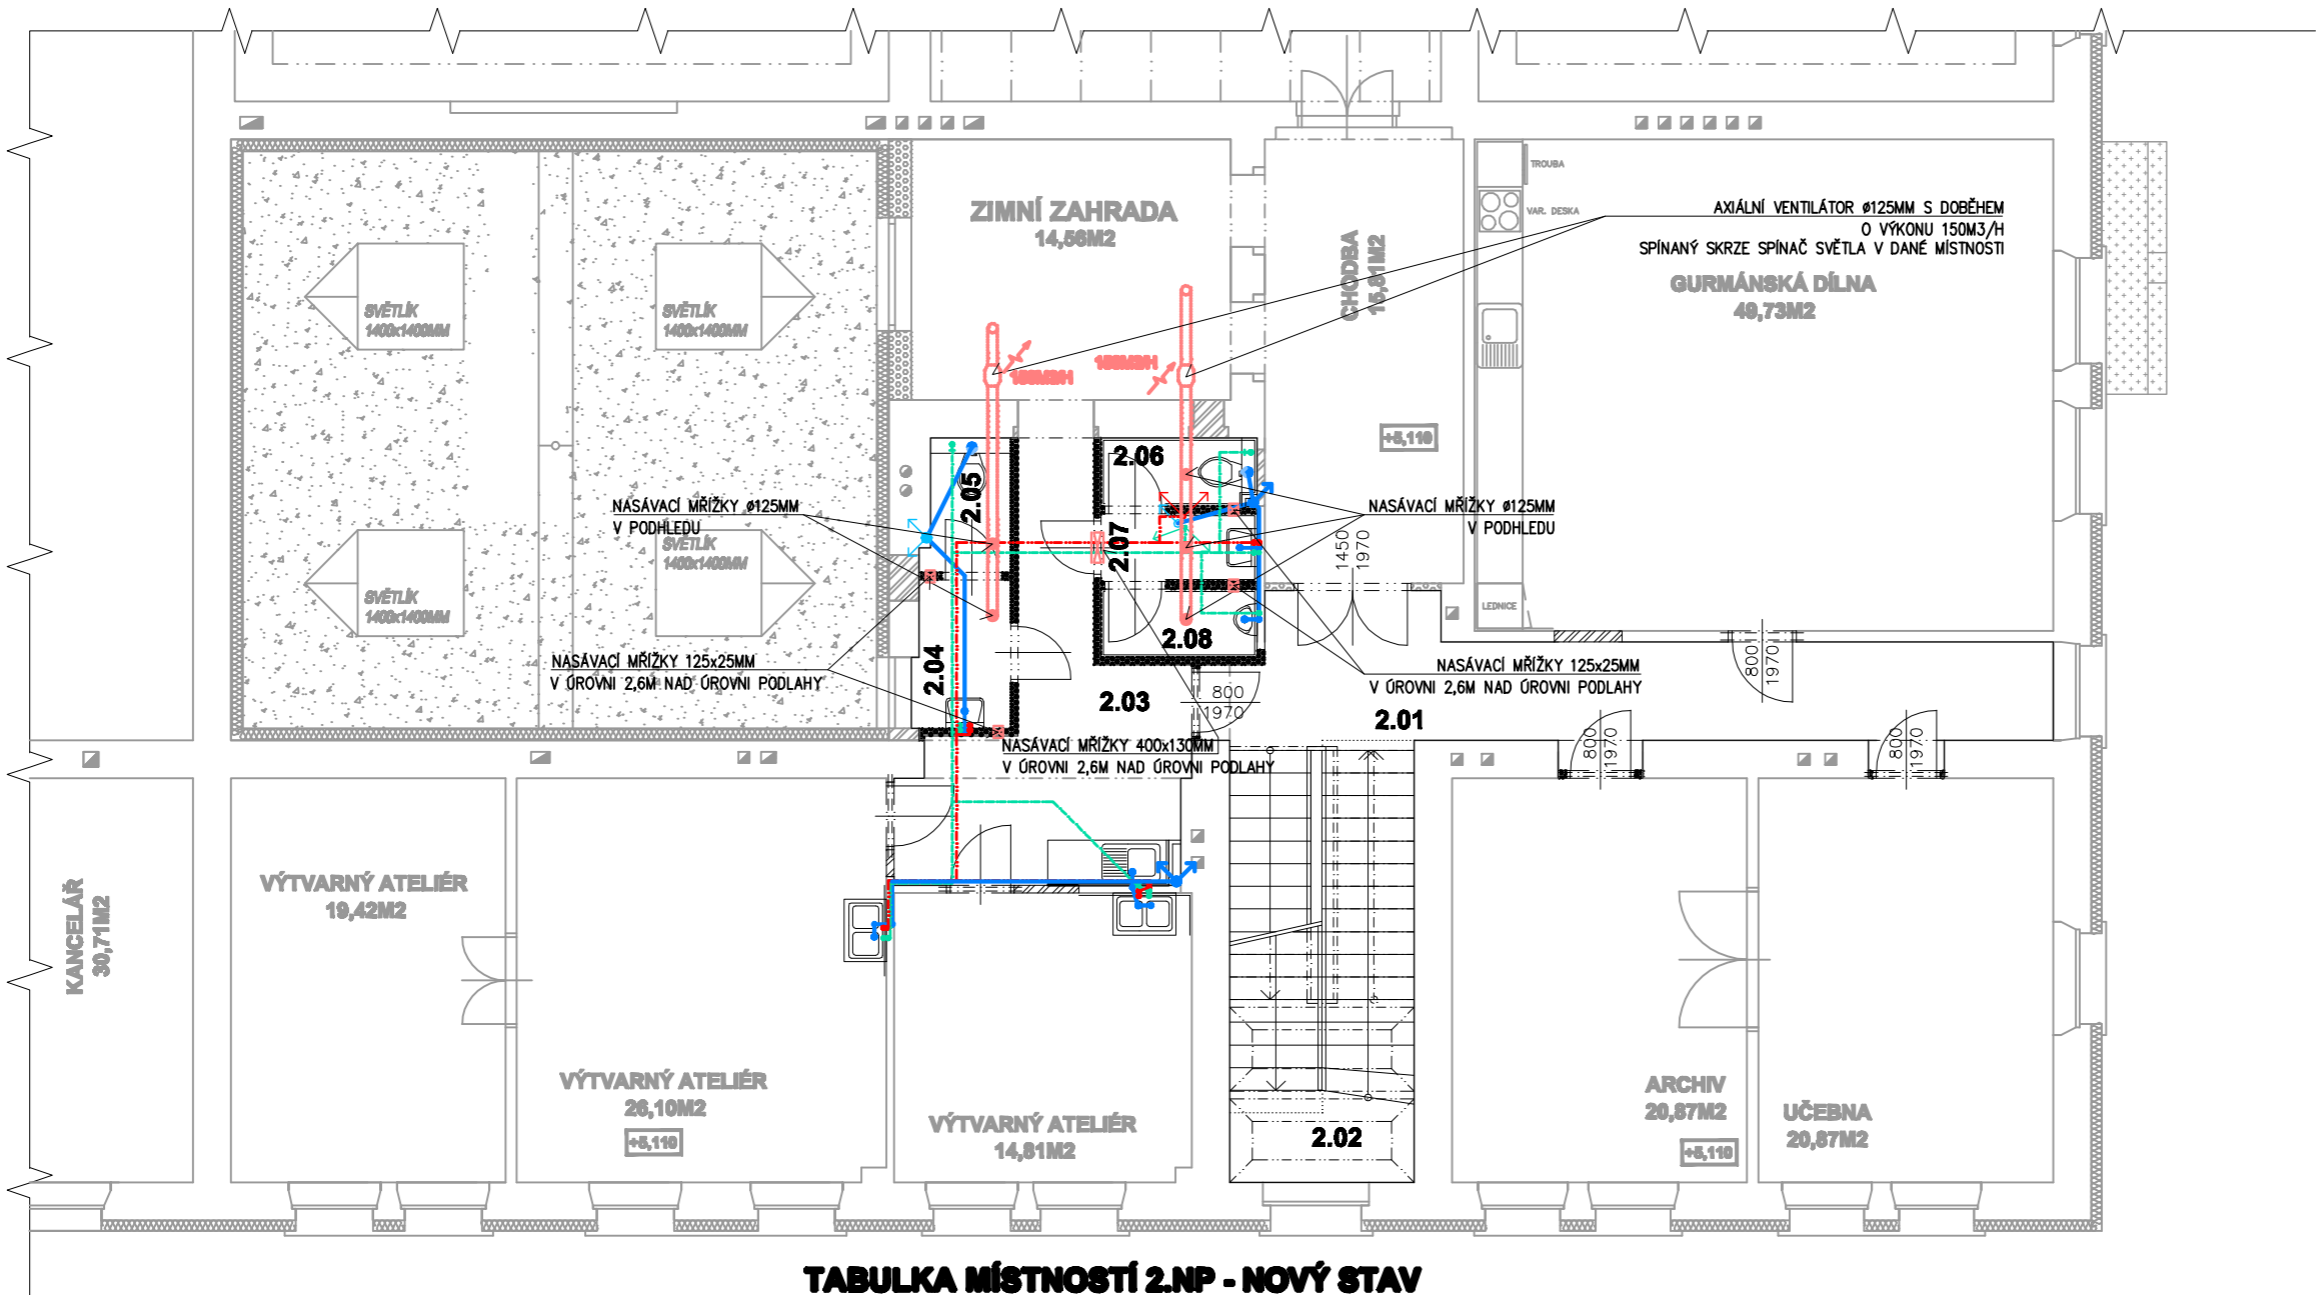 TROUBA
VAR. DESKA
ZIMNÍ ZAHRADA
14,56M2
CHODBA
15,81M2
AXIÁLNÍ VENTILÁTOR ø125MM S DOBĚHEM
O VÝKONU 150M3/H
SPÍNANÝ SKRZE SPÍNAČ SVĚTLA V DANÉ MÍSTNOSTI
GURMÁNSKÁ DÍLNA
49,73M2
SVĚTLÍK
1400x1400MM
SVĚTLÍK
1400x1400MM
150M3/H
150M3/H
+5,110
2.06
2.05
NASÁVACÍ MŘÍŽKY ø125MM
V PODHLEDU
NASÁVACÍ MŘÍŽKY ø125MM
V PODHLEDU
2.07
1450
1970
SVĚTLÍK
1400x1400MM
SVĚTLÍK
1400x1400MM
LEDNICE
2.08
2.04
NASÁVACÍ MŘÍŽKY 125x25MM
V ÚROVNI 2,6M NAD ÚROVNI PODLAHY
NASÁVACÍ MŘÍŽKY 125x25MM
V ÚROVNI 2,6M NAD ÚROVNI PODLAHY
800
1970
2.03
800
1970
2.01
NASÁVACÍ MŘÍŽKY 400x130MM
V ÚROVNI 2,6M NAD ÚROVNI PODLAHY
800
1970
800
1970
KANCELÁŘ
30,71M2
VÝTVARNÝ ATELIÉR
19,42M2
VÝTVARNÝ ATELIÉR
26,10M2
+5,110
VÝTVARNÝ ATELIÉR
14,81M2
2.02
ARCHIV
20,87M2
+5,110
UČEBNA
20,87M2
TABULKA MÍSTNOSTÍ 2.NP - NOVÝ STAV